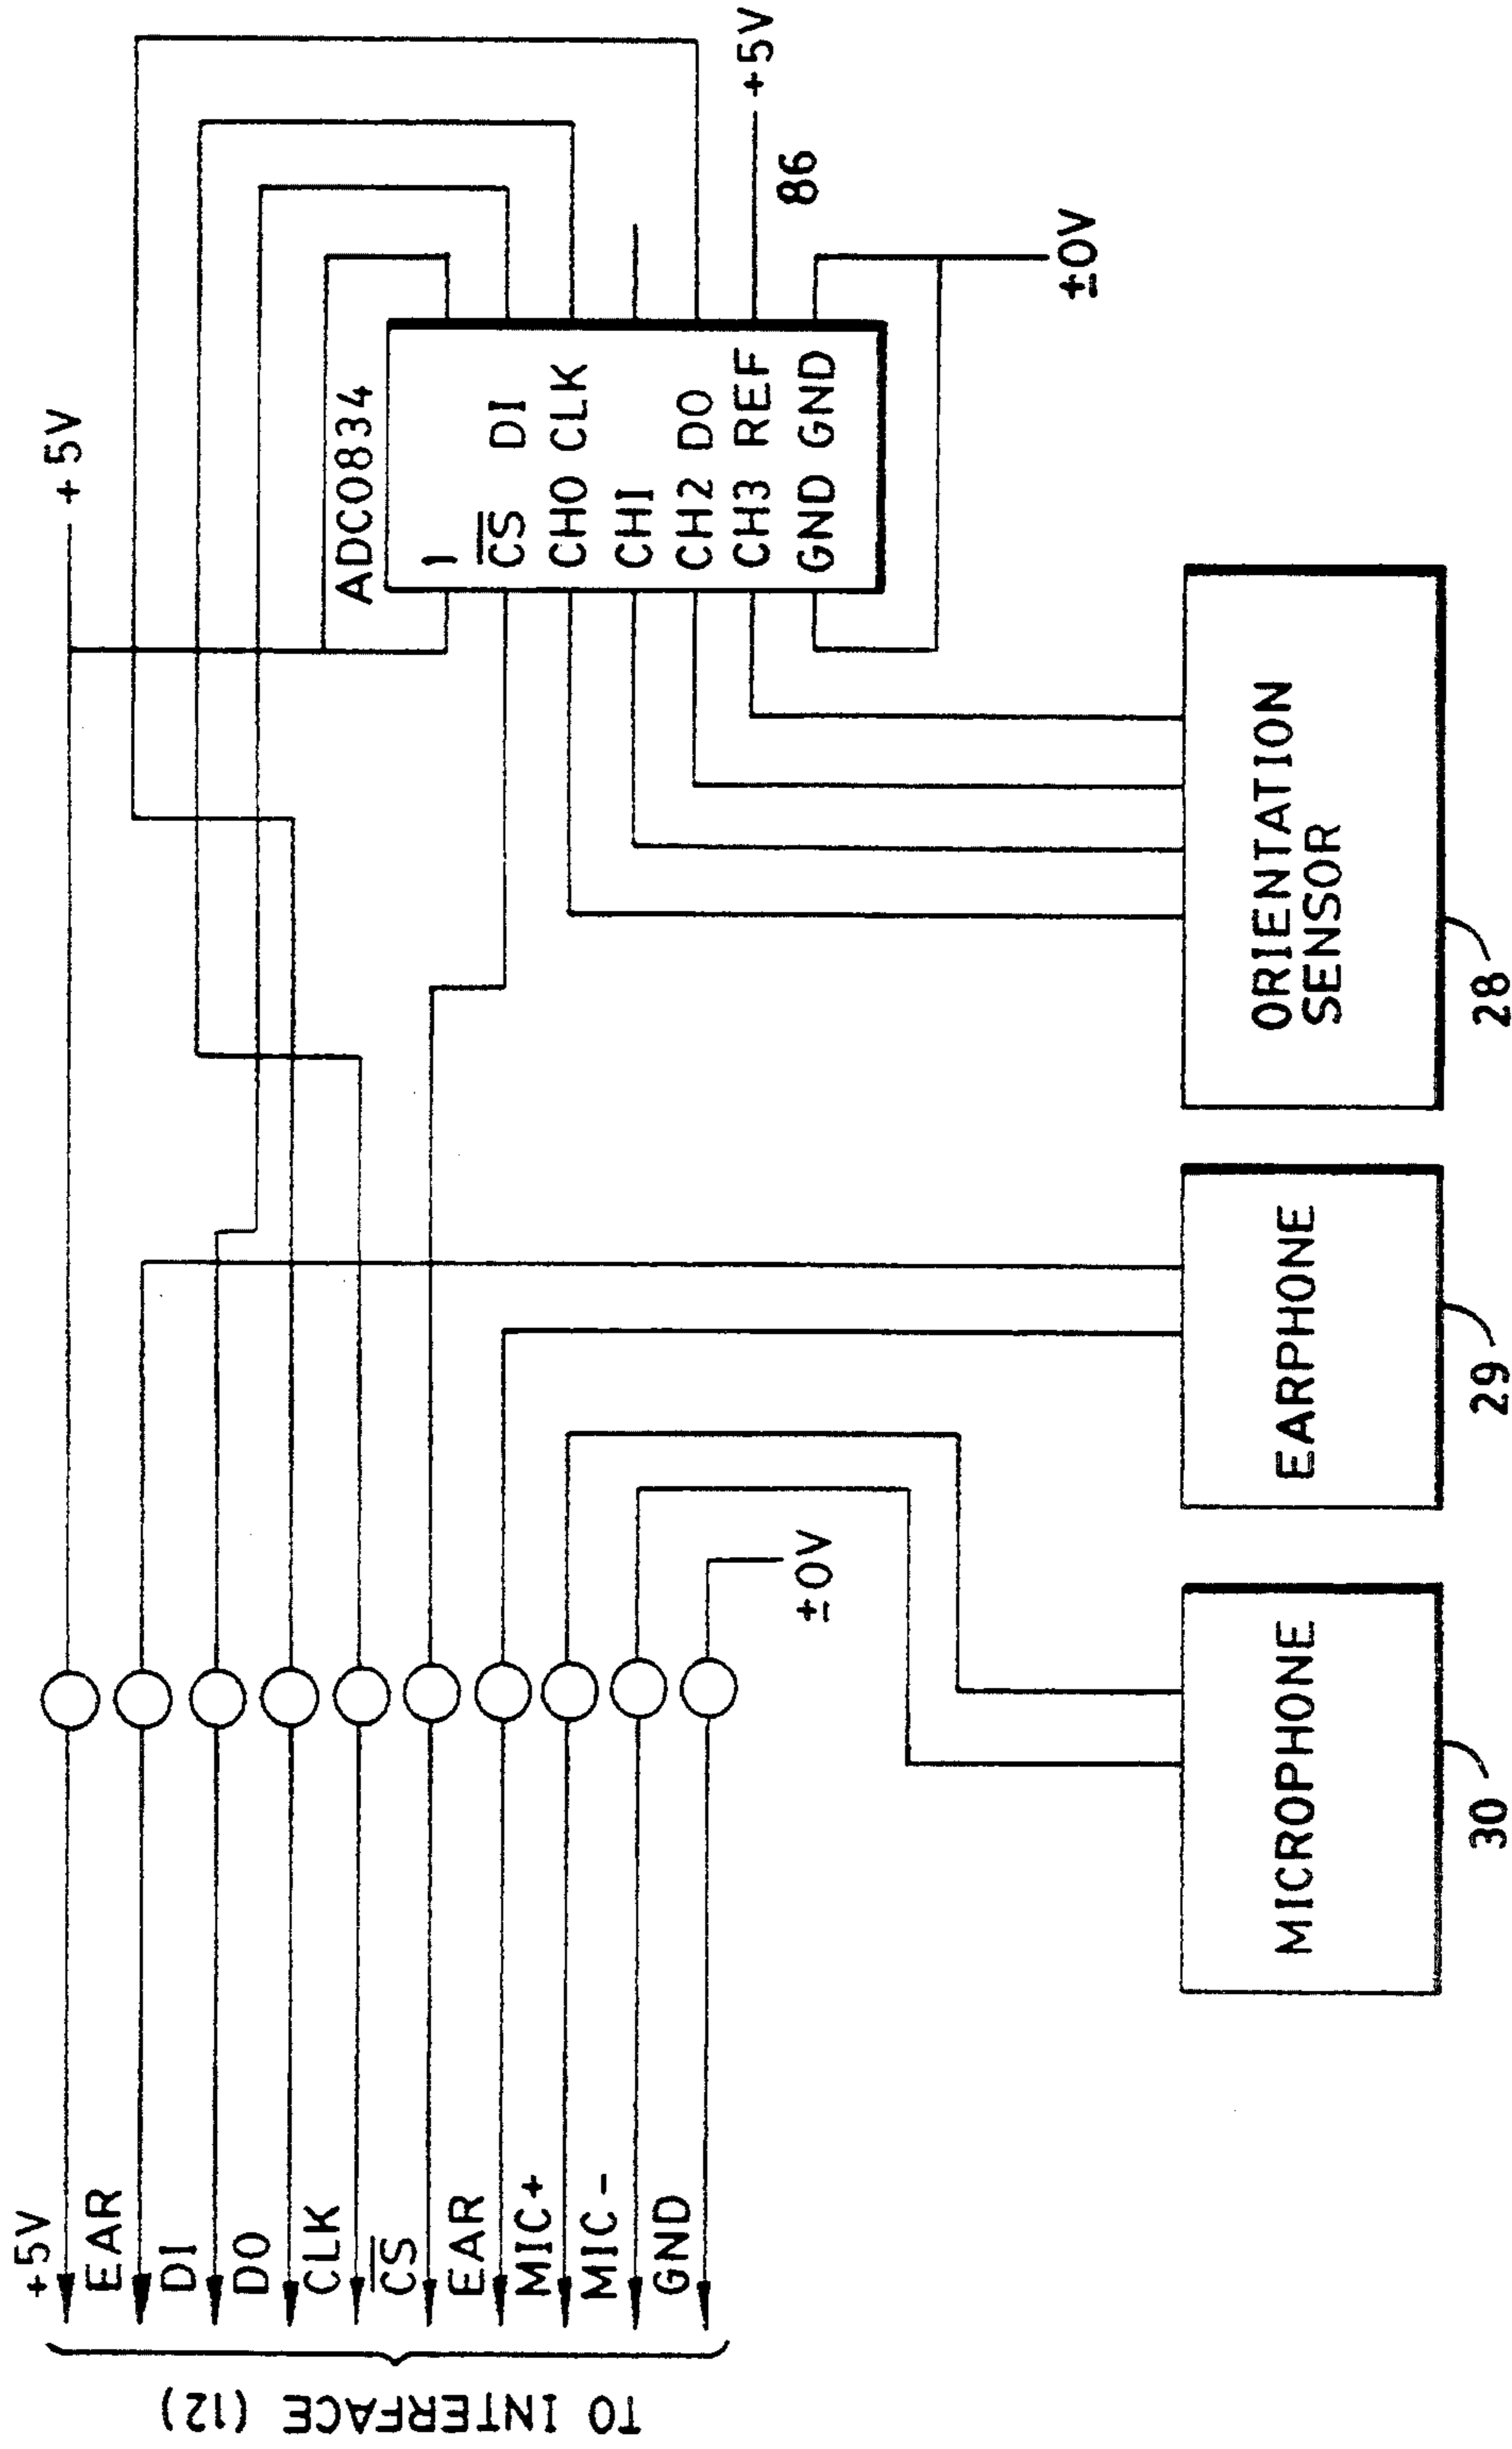 TO INTERFACE (12)
+5V
EAR
DI
DO
CLK
CS
EAR
MIC+
MIC-
GND
±0V
+5V
ADC0834
1
CS DI
CH0 CLK
CHI
CH2 DO
CH3 REF
GND GND
+5V
86
±0V
MICROPHONE
30
EARPHONE
29
ORIENTATION
SENSOR
28